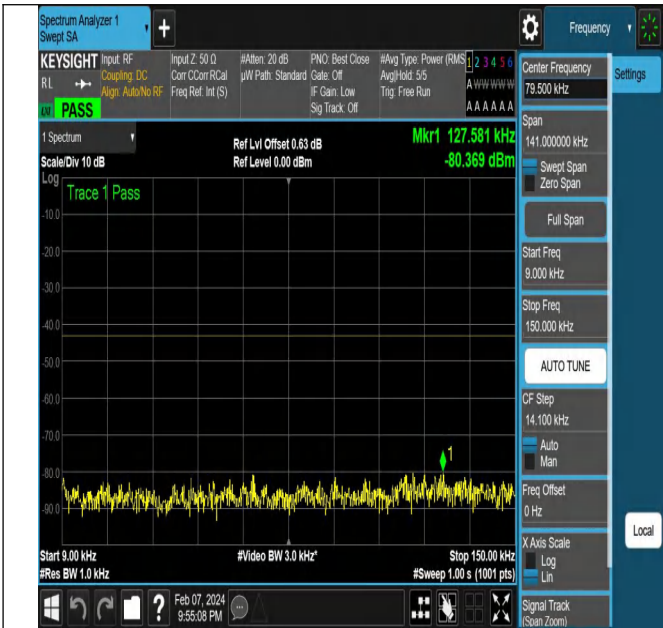 Spectrum Analyzer 1
Swept SA
+
Frequency
KEYSIGHT
RL
PASS
Input: RF
Coupling: DC
Align: Auto/No RF
Input Z: 50 Ω
Corr CCorr RCal
Freq Ref: Int (S)
#Atten: 20 dB
µW Path: Standard
PNO: Best Close
Gate: Off
IF Gain: Low
Sig Track: Off
#Avg Type: Power (RMS
Avg|Hold: 5/5
Trig: Free Run
1 2 3 4 5 6
A W W W W W
A A A A A A
1 Spectrum
Scale/Div 10 dB
Ref Lvl Offset 0.63 dB
Ref Level 0.00 dBm
Mkr1 127.581 kHz
-80.369 dBm
Log
Trace 1 Pass
-10.0
-20.0
-30.0
-40.0
-50.0
-60.0
-70.0
-80.0
-90.0
1
Start 9.00 kHz
#Res BW 1.0 kHz
#Video BW 3.0 kHz*
Stop 150.00 kHz
#Sweep 1.00 s (1001 pts)
Feb 07, 2024
9:55:08 PM
?
Center Frequency
79.500 kHz
Settings
Span
141.000000 kHz
Swept Span
Zero Span
Full Span
Start Freq
9.000 kHz
Stop Freq
150.000 kHz
AUTO TUNE
CF Step
14.100 kHz
Auto
Man
Freq Offset
0 Hz
X Axis Scale
Log
Lin
Local
Signal Track
(Span Zoom)